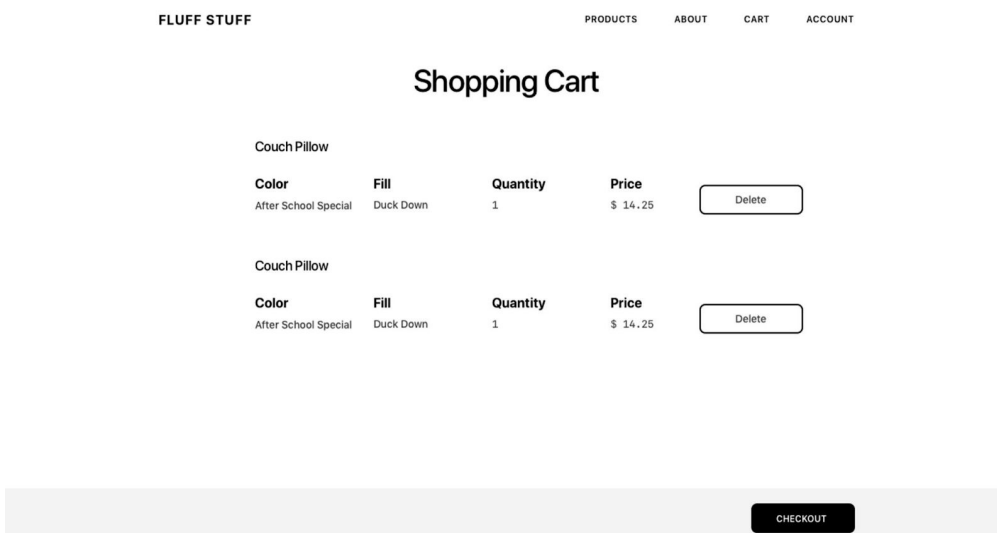 FLUFF STUFF PRODUCTS ABOUT CART ACCOUNT
Shopping Cart
Couch Pillow
Color Fill Quantity Price
After School Special Duck Down 1 $ 14.25
Delete
Couch Pillow
Color Fill Quantity Price
After School Special Duck Down 1 $ 14.25
Delete
CHECKOUT